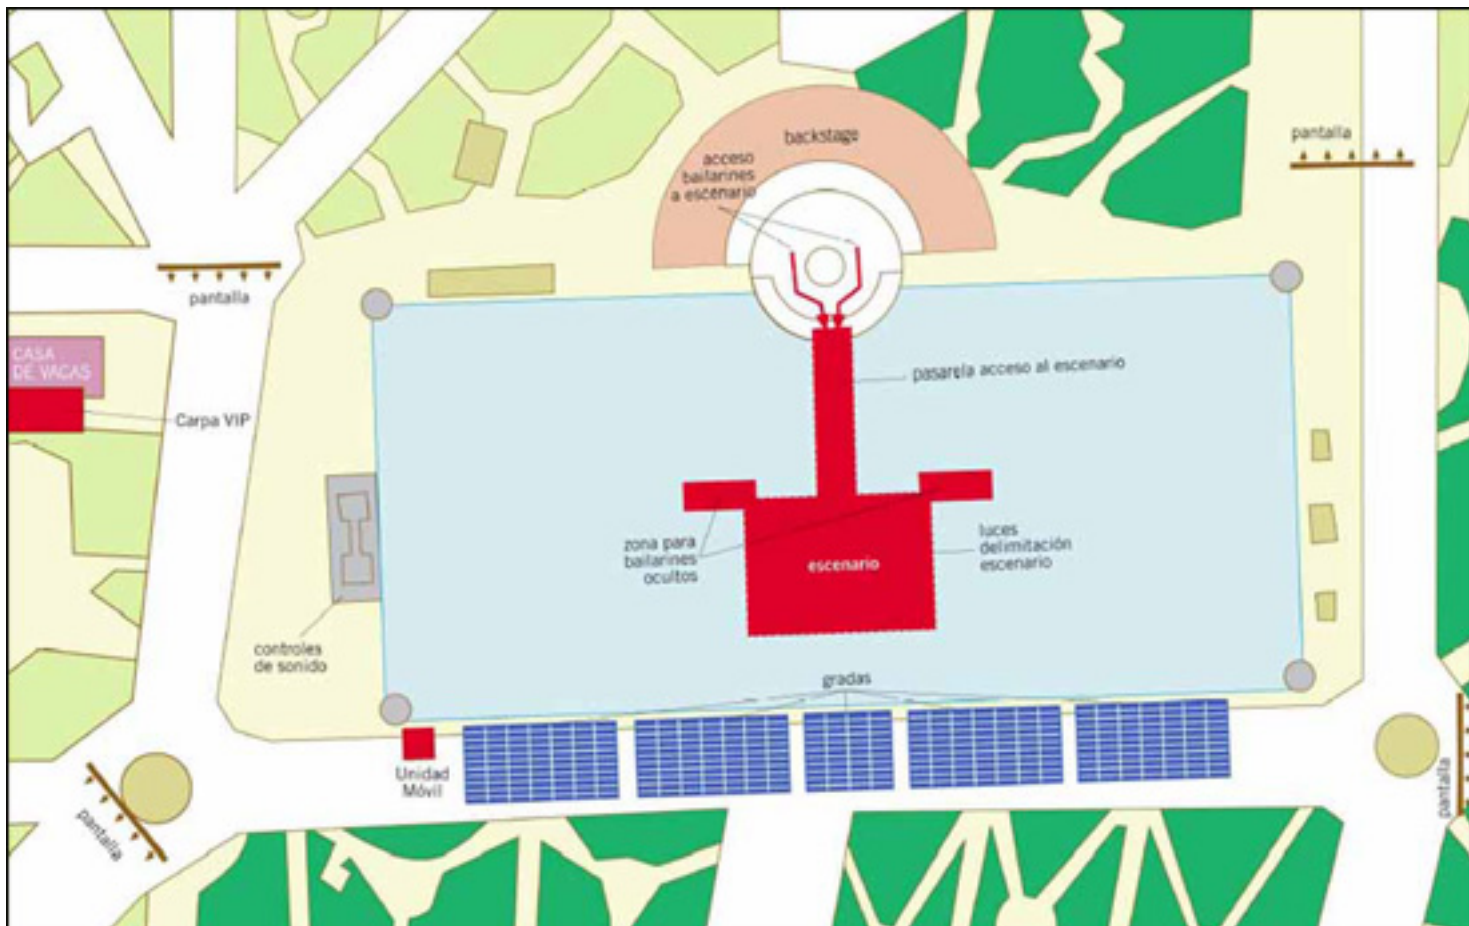 backstage
acceso
bailarines
a escenario
pantalla
pantalla
CASA
DE VACAS
Carpa VIP
pasarela acceso al escenario
zona para
bailarines
ocultos
escenario
luces
delimitación
escenario
controles
de sonido
gradas
Unidad
Móvil
pantalla
pantalla